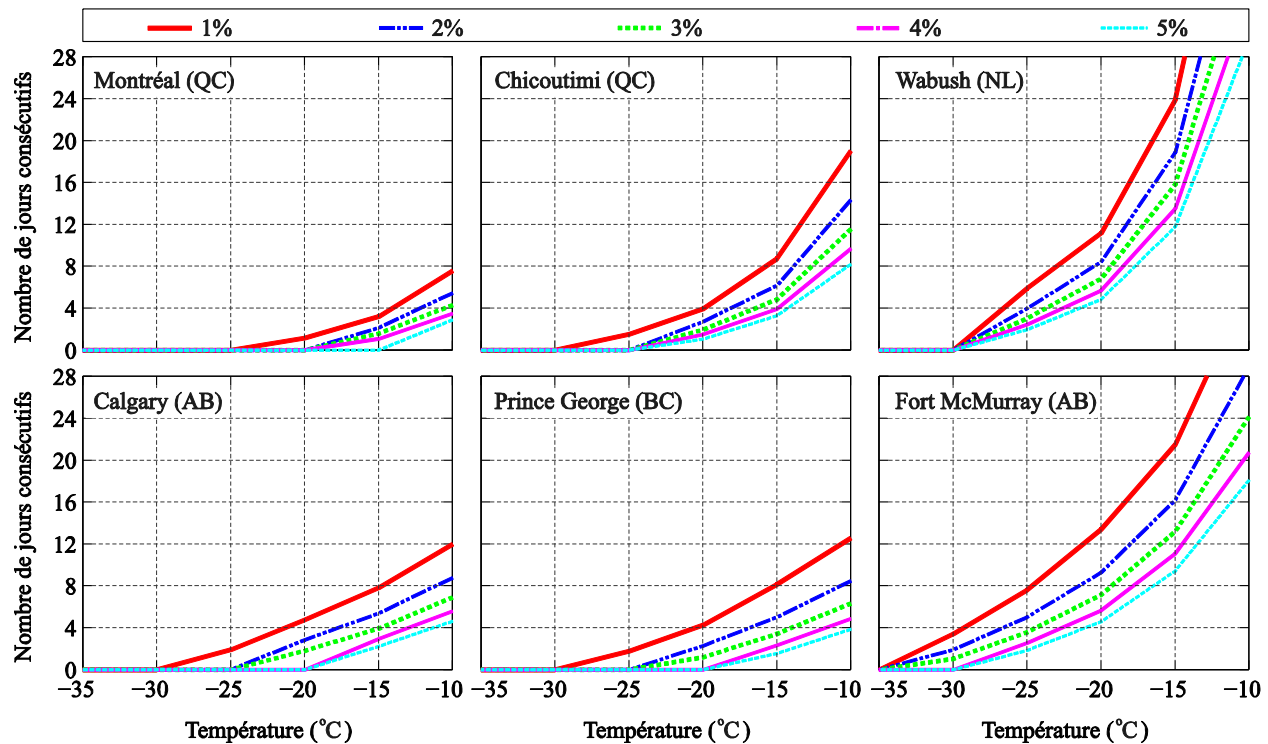 1% 2% 3% 4% 5%
Nombre de jours consécutifs
28
24
20
16
12
8
4
0
Montréal (QC)
Chicoutimi (QC)
Wabush (NL)
Nombre de jours consécutifs
28
24
20
16
12
8
4
0
Calgary (AB)
Prince George (BC)
Fort McMurray (AB)
−35 −30 −25 −20 −15 −10
−35 −30 −25 −20 −15 −10
−35 −30 −25 −20 −15 −10
Température (°C)
Température (°C)
Température (°C)